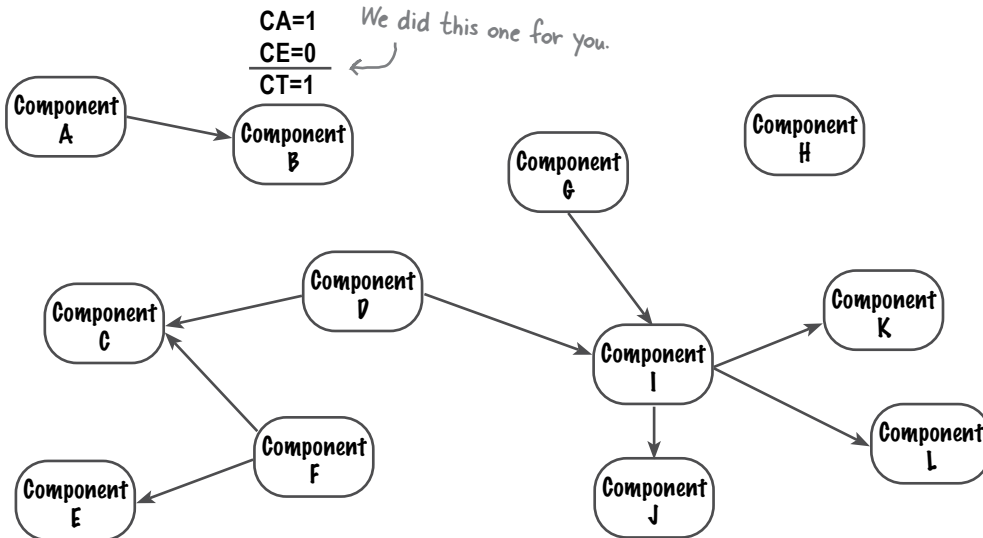 CA=1
CE=0
CT=1
We did this one for you.
Component
A
Component
B
Component
G
Component
H
Component
C
Component
D
Component
I
Component
K
Component
E
Component
F
Component
J
Component
L